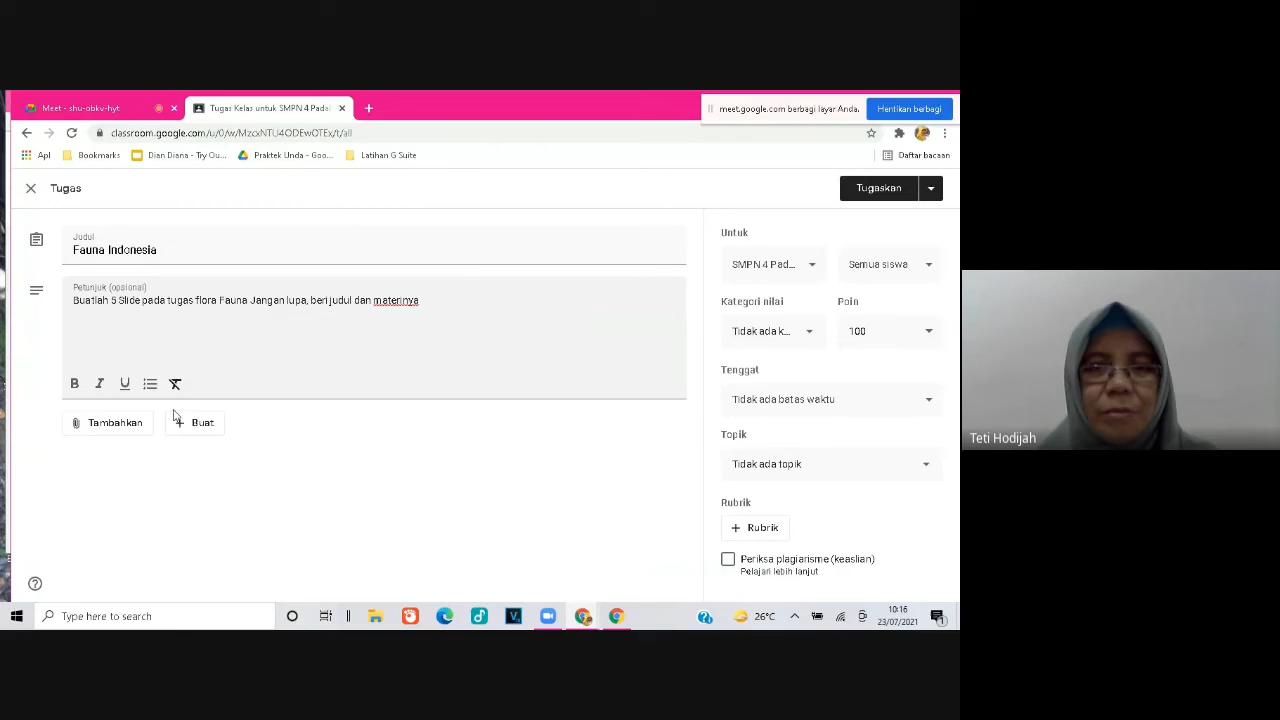 Meet - shu-obkv-hyt
Tugas Kelas untuk SMPN 4 Padal
meet.google.com berbagi layar Anda.
Hentikan berbagi
classroom.google.com/u/0/w/MzcxNTU4ODEwOTEx/t/all
Apl
Bookmarks
Dian Diana - Try Ou...
Praktek Unda - Goo...
Latihan G Suite
Daftar bacaan
Tugas
Tugaskan
Judul
Fauna Indonesia
Petunjuk (opsional)
Buatlah 5 Slide pada tugas flora Fauna Jangan lupa, beri judul dan materinya
B I U
Tambahkan
+ Buat
Untuk
SMPN 4 Pad...
Semua siswa
Kategori nilai
Poin
Tidak ada k...
100
Tenggat
Tidak ada batas waktu
Topik
Tidak ada topik
Rubrik
+ Rubrik
Periksa plagiarisme (keaslian)
Pelajari lebih lanjut
Teti Hodijah
Type here to search
26°C
10:16
23/07/2021
1